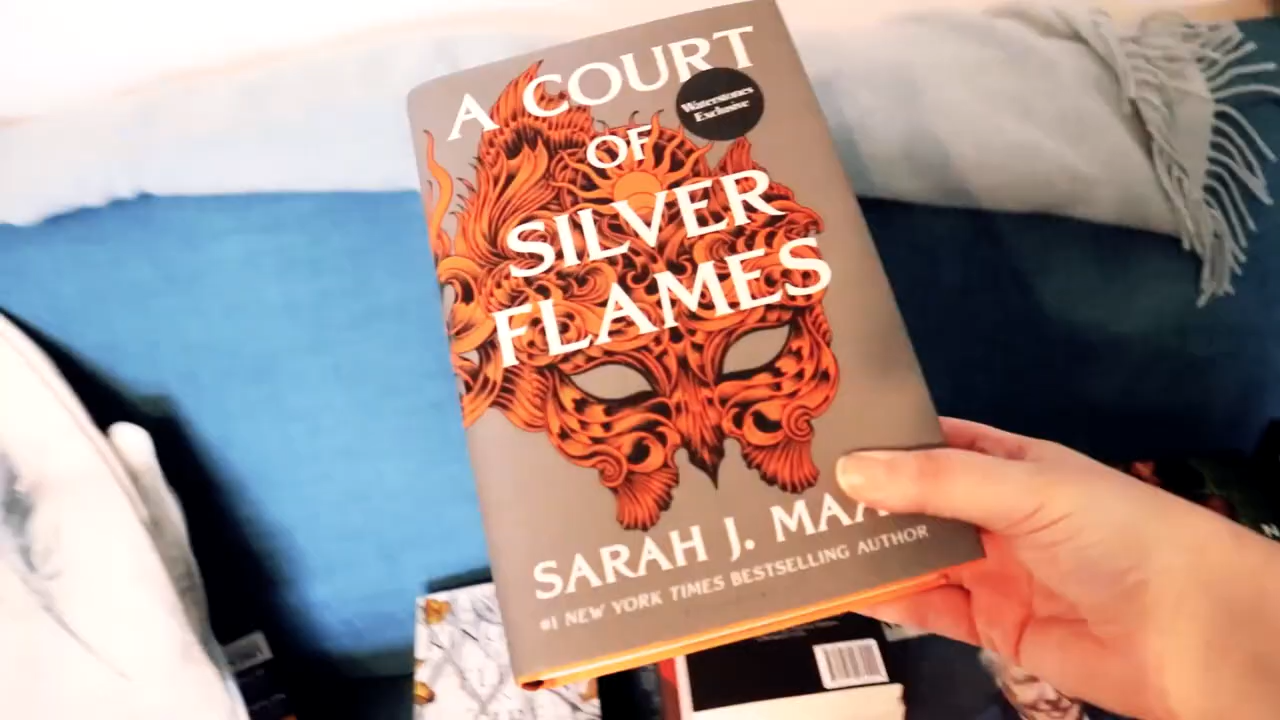 A COURT
Waterstones
Exclusive
OF
SILVER
FLAMES
SARAH J. MAA
#1 NEW YORK TIMES BESTSELLING AUTHOR